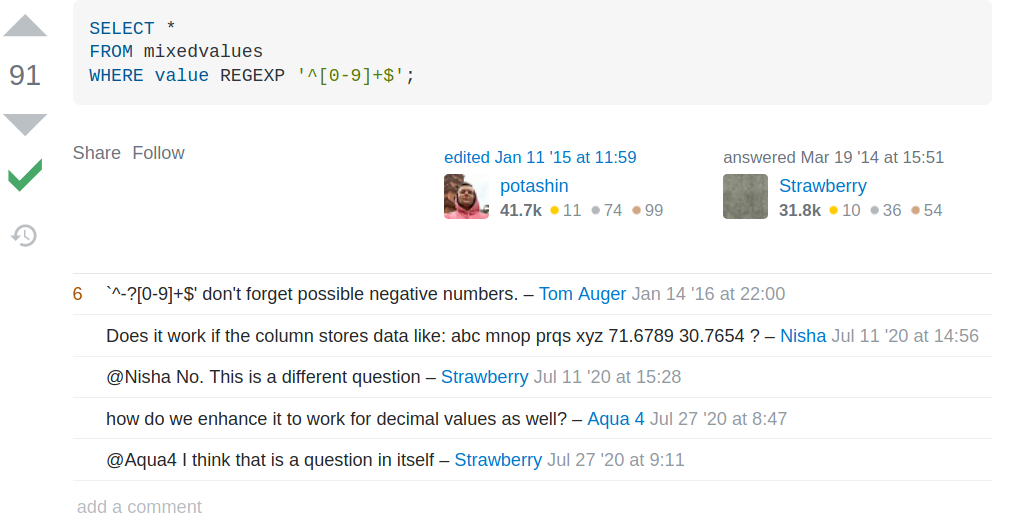 SELECT *
FROM mixedvalues
WHERE value REGEXP '^[0-9]+$';
91
Share Follow
edited Jan 11 '15 at 11:59
potashin
41.7k 11 74 99
answered Mar 19 '14 at 15:51
Strawberry
31.8k 10 36 54
6 `^-?[0-9]+$' don't forget possible negative numbers. – Tom Auger Jan 14 '16 at 22:00
Does it work if the column stores data like: abc mnop prqs xyz 71.6789 30.7654 ? – Nisha Jul 11 '20 at 14:56
@Nisha No. This is a different question – Strawberry Jul 11 '20 at 15:28
how do we enhance it to work for decimal values as well? – Aqua 4 Jul 27 '20 at 8:47
@Aqua4 I think that is a question in itself – Strawberry Jul 27 '20 at 9:11
add a comment